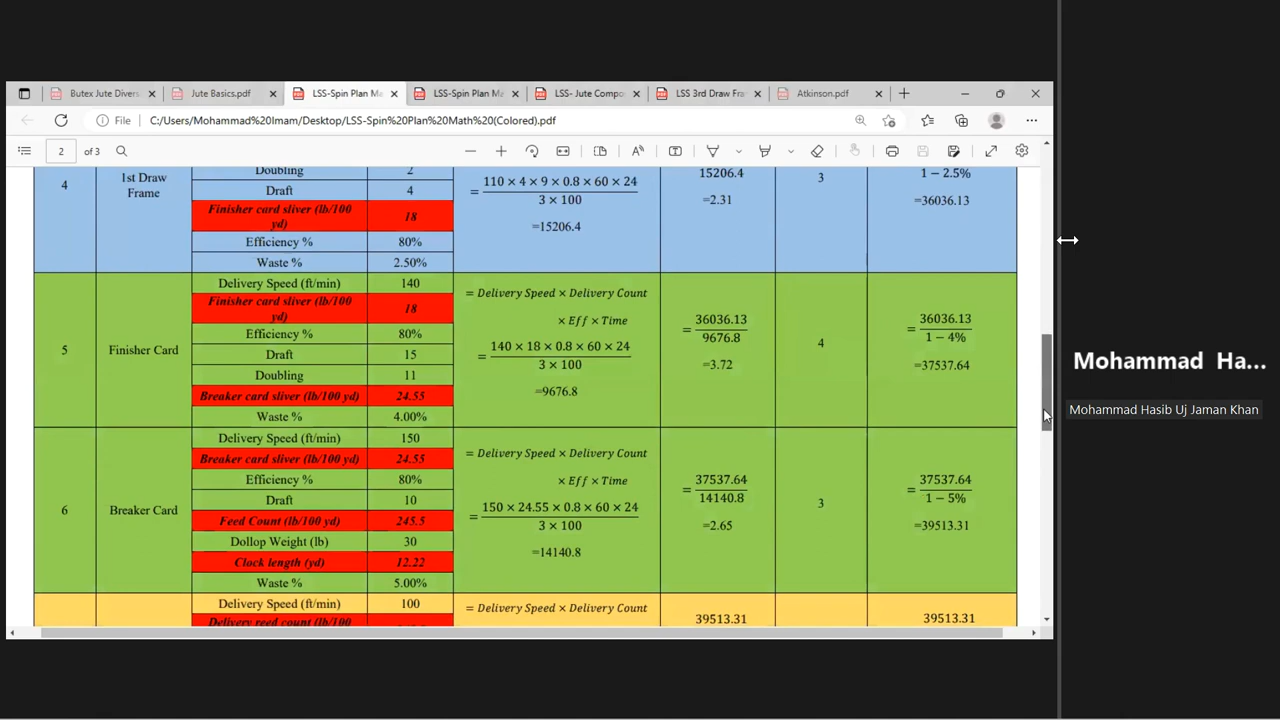 Butex Jute Divers
Jute Basics.pdf
LSS-Spin Plan Ma
LSS-Spin Plan Ma
LSS- Jute Compo
LSS 3rd Draw Fra
Atkinson.pdf
File C:/Users/Mohammad%20Imam/Desktop/LSS-Spin%20Plan%20Math%20(Colored).pdf
2 of 3
4
1st Draw
Frame
Doubling 2
Draft 4
Finisher card sliver (lb/100
yd) 18
Efficiency % 80%
Waste % 2.50%
= 110 × 4 × 9 × 0.8 × 60 × 24
3 × 100
=15206.4
15206.4
=2.31
3
1 − 2.5%
=36036.13
5
Finisher Card
Delivery Speed (ft/min) 140
Finisher card sliver (lb/100
yd) 18
Efficiency % 80%
Draft 15
Doubling 11
Breaker card sliver (lb/100 yd) 24.55
Waste % 4.00%
= Delivery Speed × Delivery Count
× Eff × Time
= 140 × 18 × 0.8 × 60 × 24
3 × 100
=9676.8
= 36036.13
9676.8
=3.72
4
= 36036.13
1 − 4%
=37537.64
6
Breaker Card
Delivery Speed (ft/min) 150
Breaker card sliver (lb/100 yd) 24.55
Efficiency % 80%
Draft 10
Feed Count (lb/100 yd) 245.5
Dollop Weight (lb) 30
Clock length (yd) 12.22
Waste % 5.00%
= Delivery Speed × Delivery Count
× Eff × Time
= 150 × 24.55 × 0.8 × 60 × 24
3 × 100
=14140.8
= 37537.64
14140.8
=2.65
3
= 37537.64
1 − 5%
=39513.31
Delivery Speed (ft/min) 100
Delivery reed count (lb/100
= Delivery Speed × Delivery Count
39513.31
39513.31
Mohammad Ha...
Mohammad Hasib Uj Jaman Khan